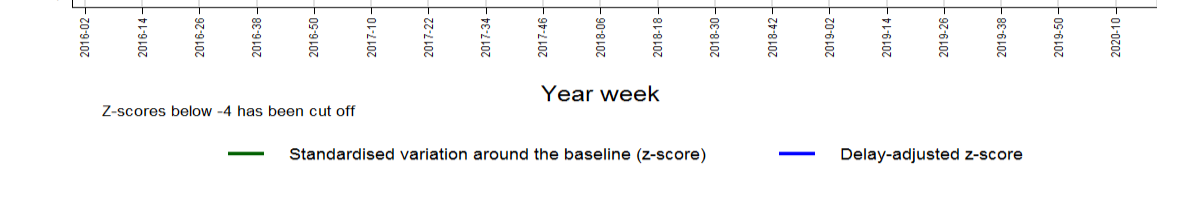 2016-02 2016-14 2016-26 2016-38 2016-50 2017-10 2017-22 2017-34 2017-46 2018-06 2018-18 2018-30 2018-42 2019-02 2019-14 2019-26 2019-38 2019-50 2020-10
Year week
Z-scores below -4 has been cut off
Standardised variation around the baseline (z-score) Delay-adjusted z-score